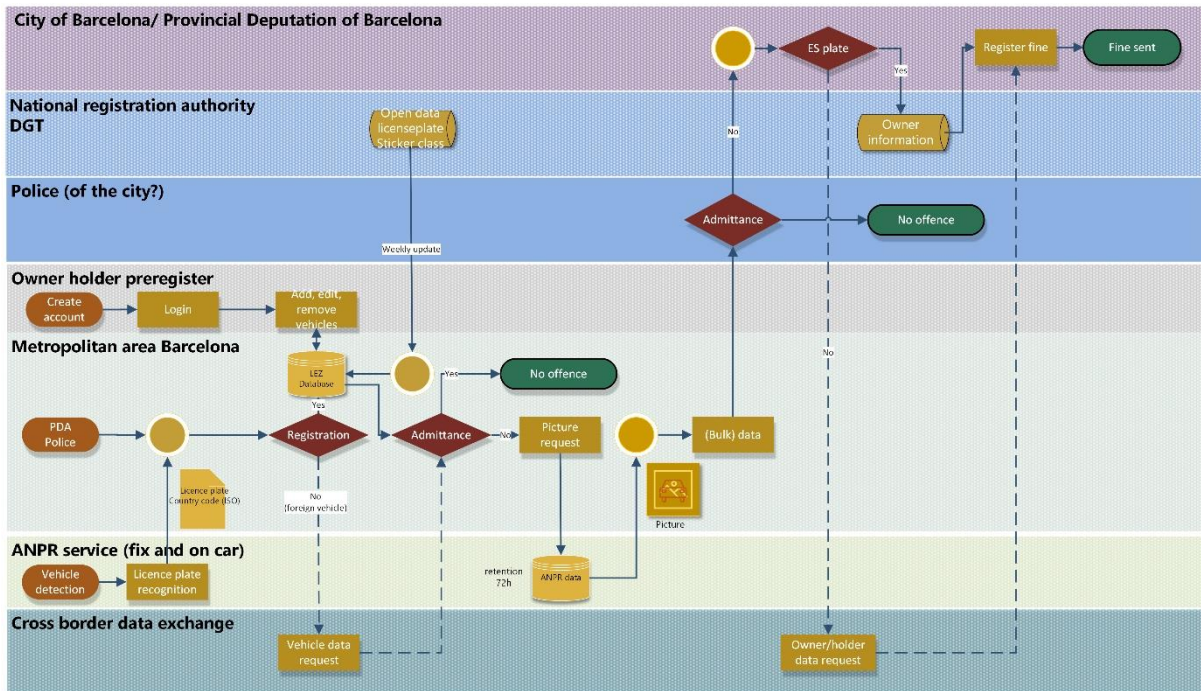 City of Barcelona/ Provincial Deputation of Barcelona
ES plate
Register fine
Fine sent
Yes
National registration authority
DGT
Open data
licenseplate
Sticker class
Owner
information
No
Police (of the city?)
Admittance
No offence
Weekly update
Owner holder preregister
Create
account
Login
Add, edit,
remove
vehicles
Metropolitan area Barcelona
LEZ
Database
Yes
No offence
No
Yes
PDA
Police
Registration
Admittance
No
Picture
request
(Bulk) data
Licence plate
Country code (ISO)
No
(foreign vehicle)
Picture
ANPR service (fix and on car)
Vehicle
detection
Licence plate
recognition
retention
72h
ANPR data
Cross border data exchange
Vehicle data
request
Owner/holder
data request